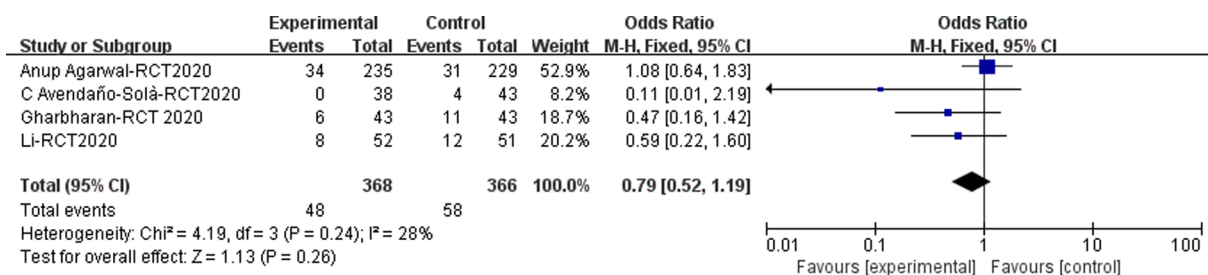 Experimental Control Odds Ratio Odds Ratio
Study or Subgroup Events Total Events Total Weight M-H, Fixed, 95% CI M-H, Fixed, 95% CI
Anup Agarwal-RCT2020 34 235 31 229 52.9% 1.08 [0.64, 1.83]
C Avendaño-Solà-RCT2020 0 38 4 43 8.2% 0.11 [0.01, 2.19]
Gharbharan-RCT 2020 6 43 11 43 18.7% 0.47 [0.16, 1.42]
Li-RCT2020 8 52 12 51 20.2% 0.59 [0.22, 1.60]
Total (95% CI) 368 366 100.0% 0.79 [0.52, 1.19]
Total events 48 58
Heterogeneity: Chi² = 4.19, df = 3 (P = 0.24); I² = 28%
Test for overall effect: Z = 1.13 (P = 0.26)
0.01 0.1 1 10 100
Favours [experimental] Favours [control]